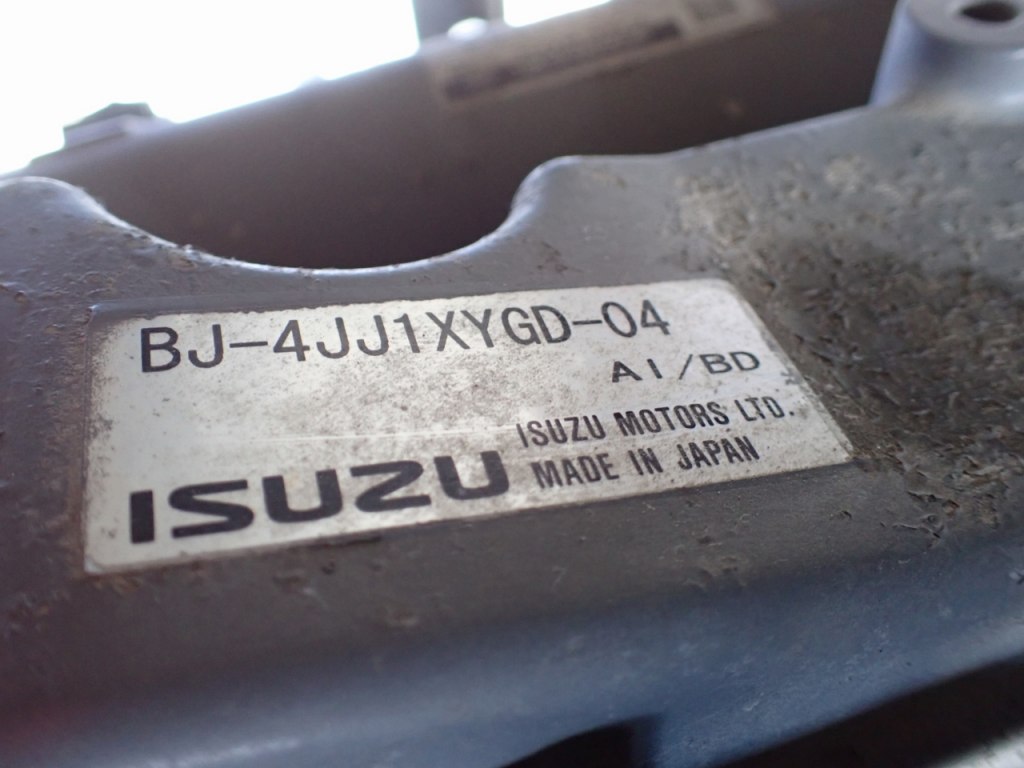 BJ-4JJ1XYGD-04
AI/BD
ISUZU MOTORS LTD.
ISUZU MADE IN JAPAN